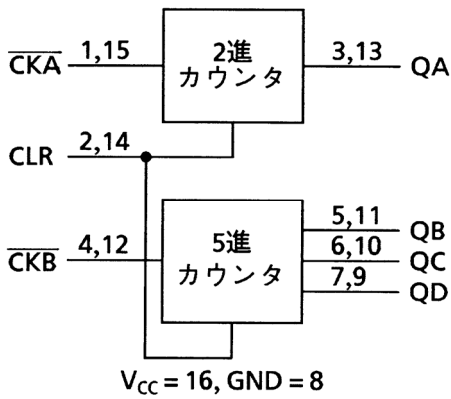 CKA
1,15
2進
カウンタ
3,13
QA
CLR
2,14
CKB
4,12
5進
カウンタ
5,11
QB
6,10
QC
7,9
QD
VCC = 16, GND = 8